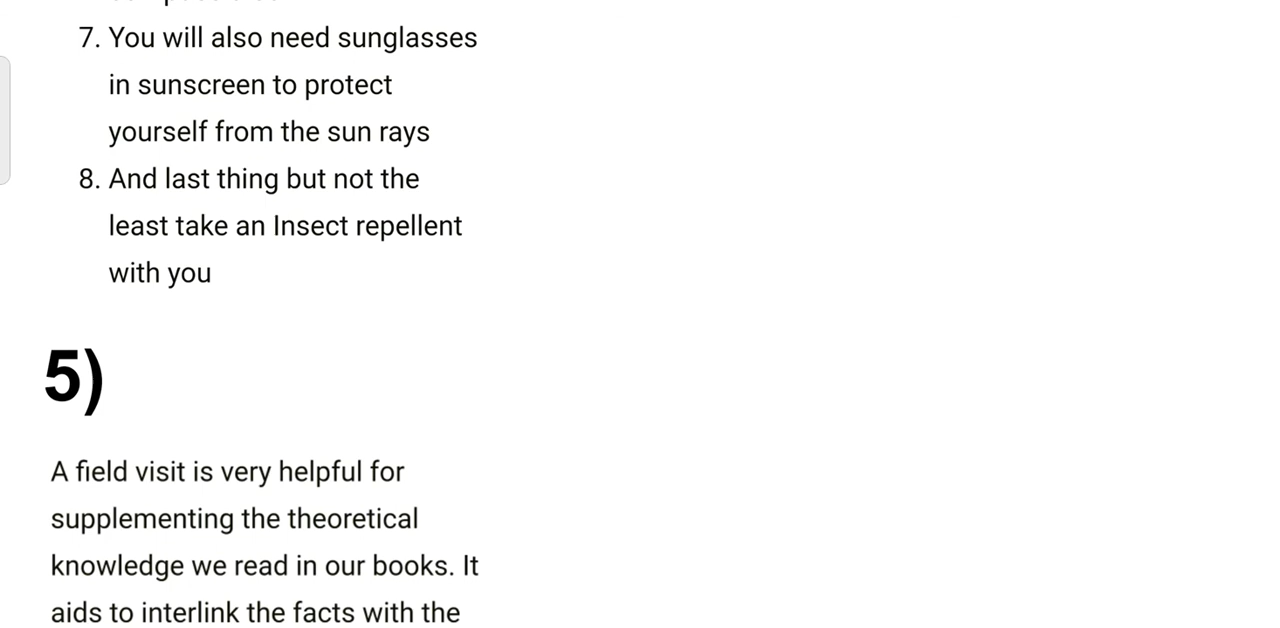 7. You will also need sunglasses
in sunscreen to protect
yourself from the sun rays
8. And last thing but not the
least take an Insect repellent
with you
5)
A field visit is very helpful for
supplementing the theoretical
knowledge we read in our books. It
aids to interlink the facts with the